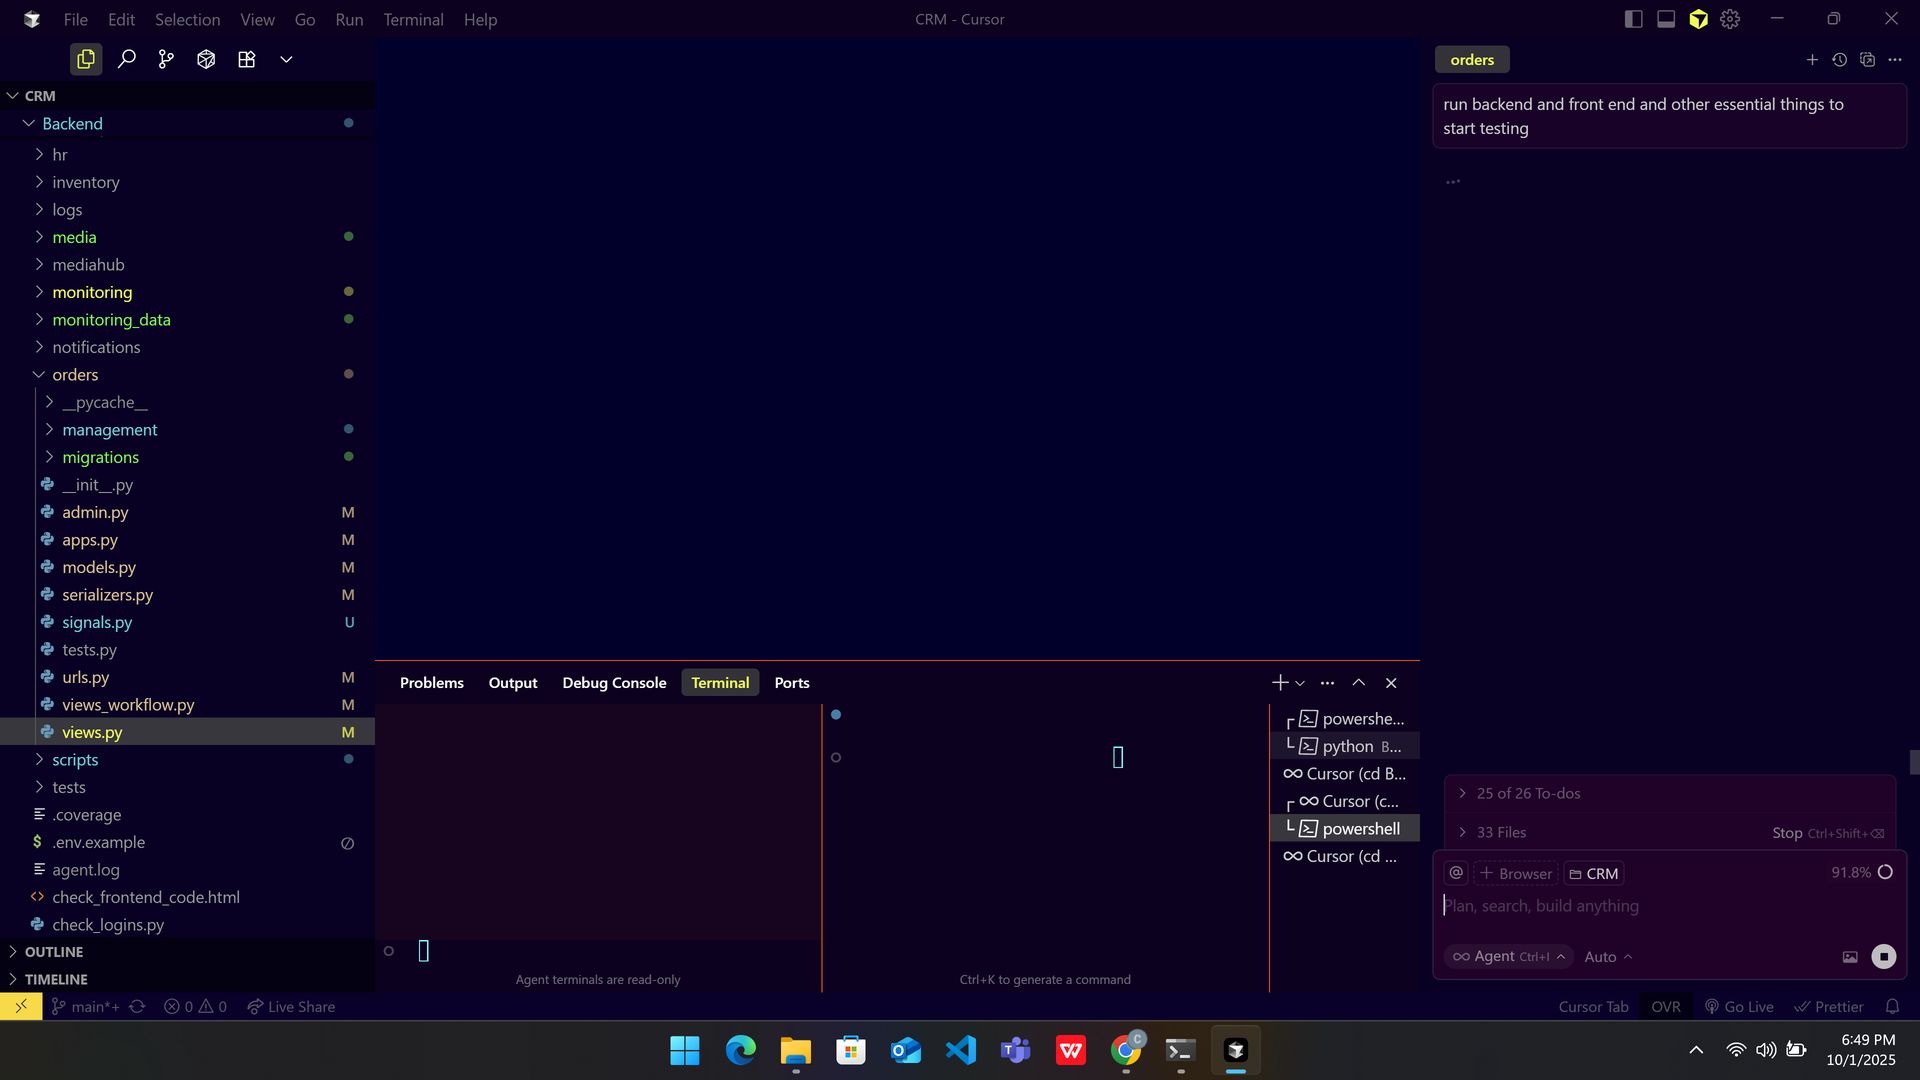 File Edit Selection View Go Run Terminal Help
CRM - Cursor
CRM
Backend
hr
inventory
logs
media
mediahub
monitoring
monitoring_data
notifications
orders
__pycache__
management
migrations
__init__.py
admin.py M
apps.py M
models.py M
serializers.py M
signals.py U
tests.py
urls.py M
views_workflow.py M
views.py M
scripts
tests
.coverage
$ .env.example
agent.log
check_frontend_code.html
check_logins.py
OUTLINE
TIMELINE
Problems Output Debug Console Terminal Ports
Agent terminals are read-only
Ctrl+K to generate a command
powershe...
python B...
Cursor (cd B...
Cursor (c...
powershell
Cursor (cd ...
orders
run backend and front end and other essential things to
start testing
...
25 of 26 To-dos
33 Files Stop Ctrl+Shift+⌫
@ + Browser CRM 91.8%
Plan, search, build anything
Agent Ctrl+I Auto
main*+ 0 0 Live Share
Cursor Tab OVR Go Live Prettier
C
6:49 PM
10/1/2025